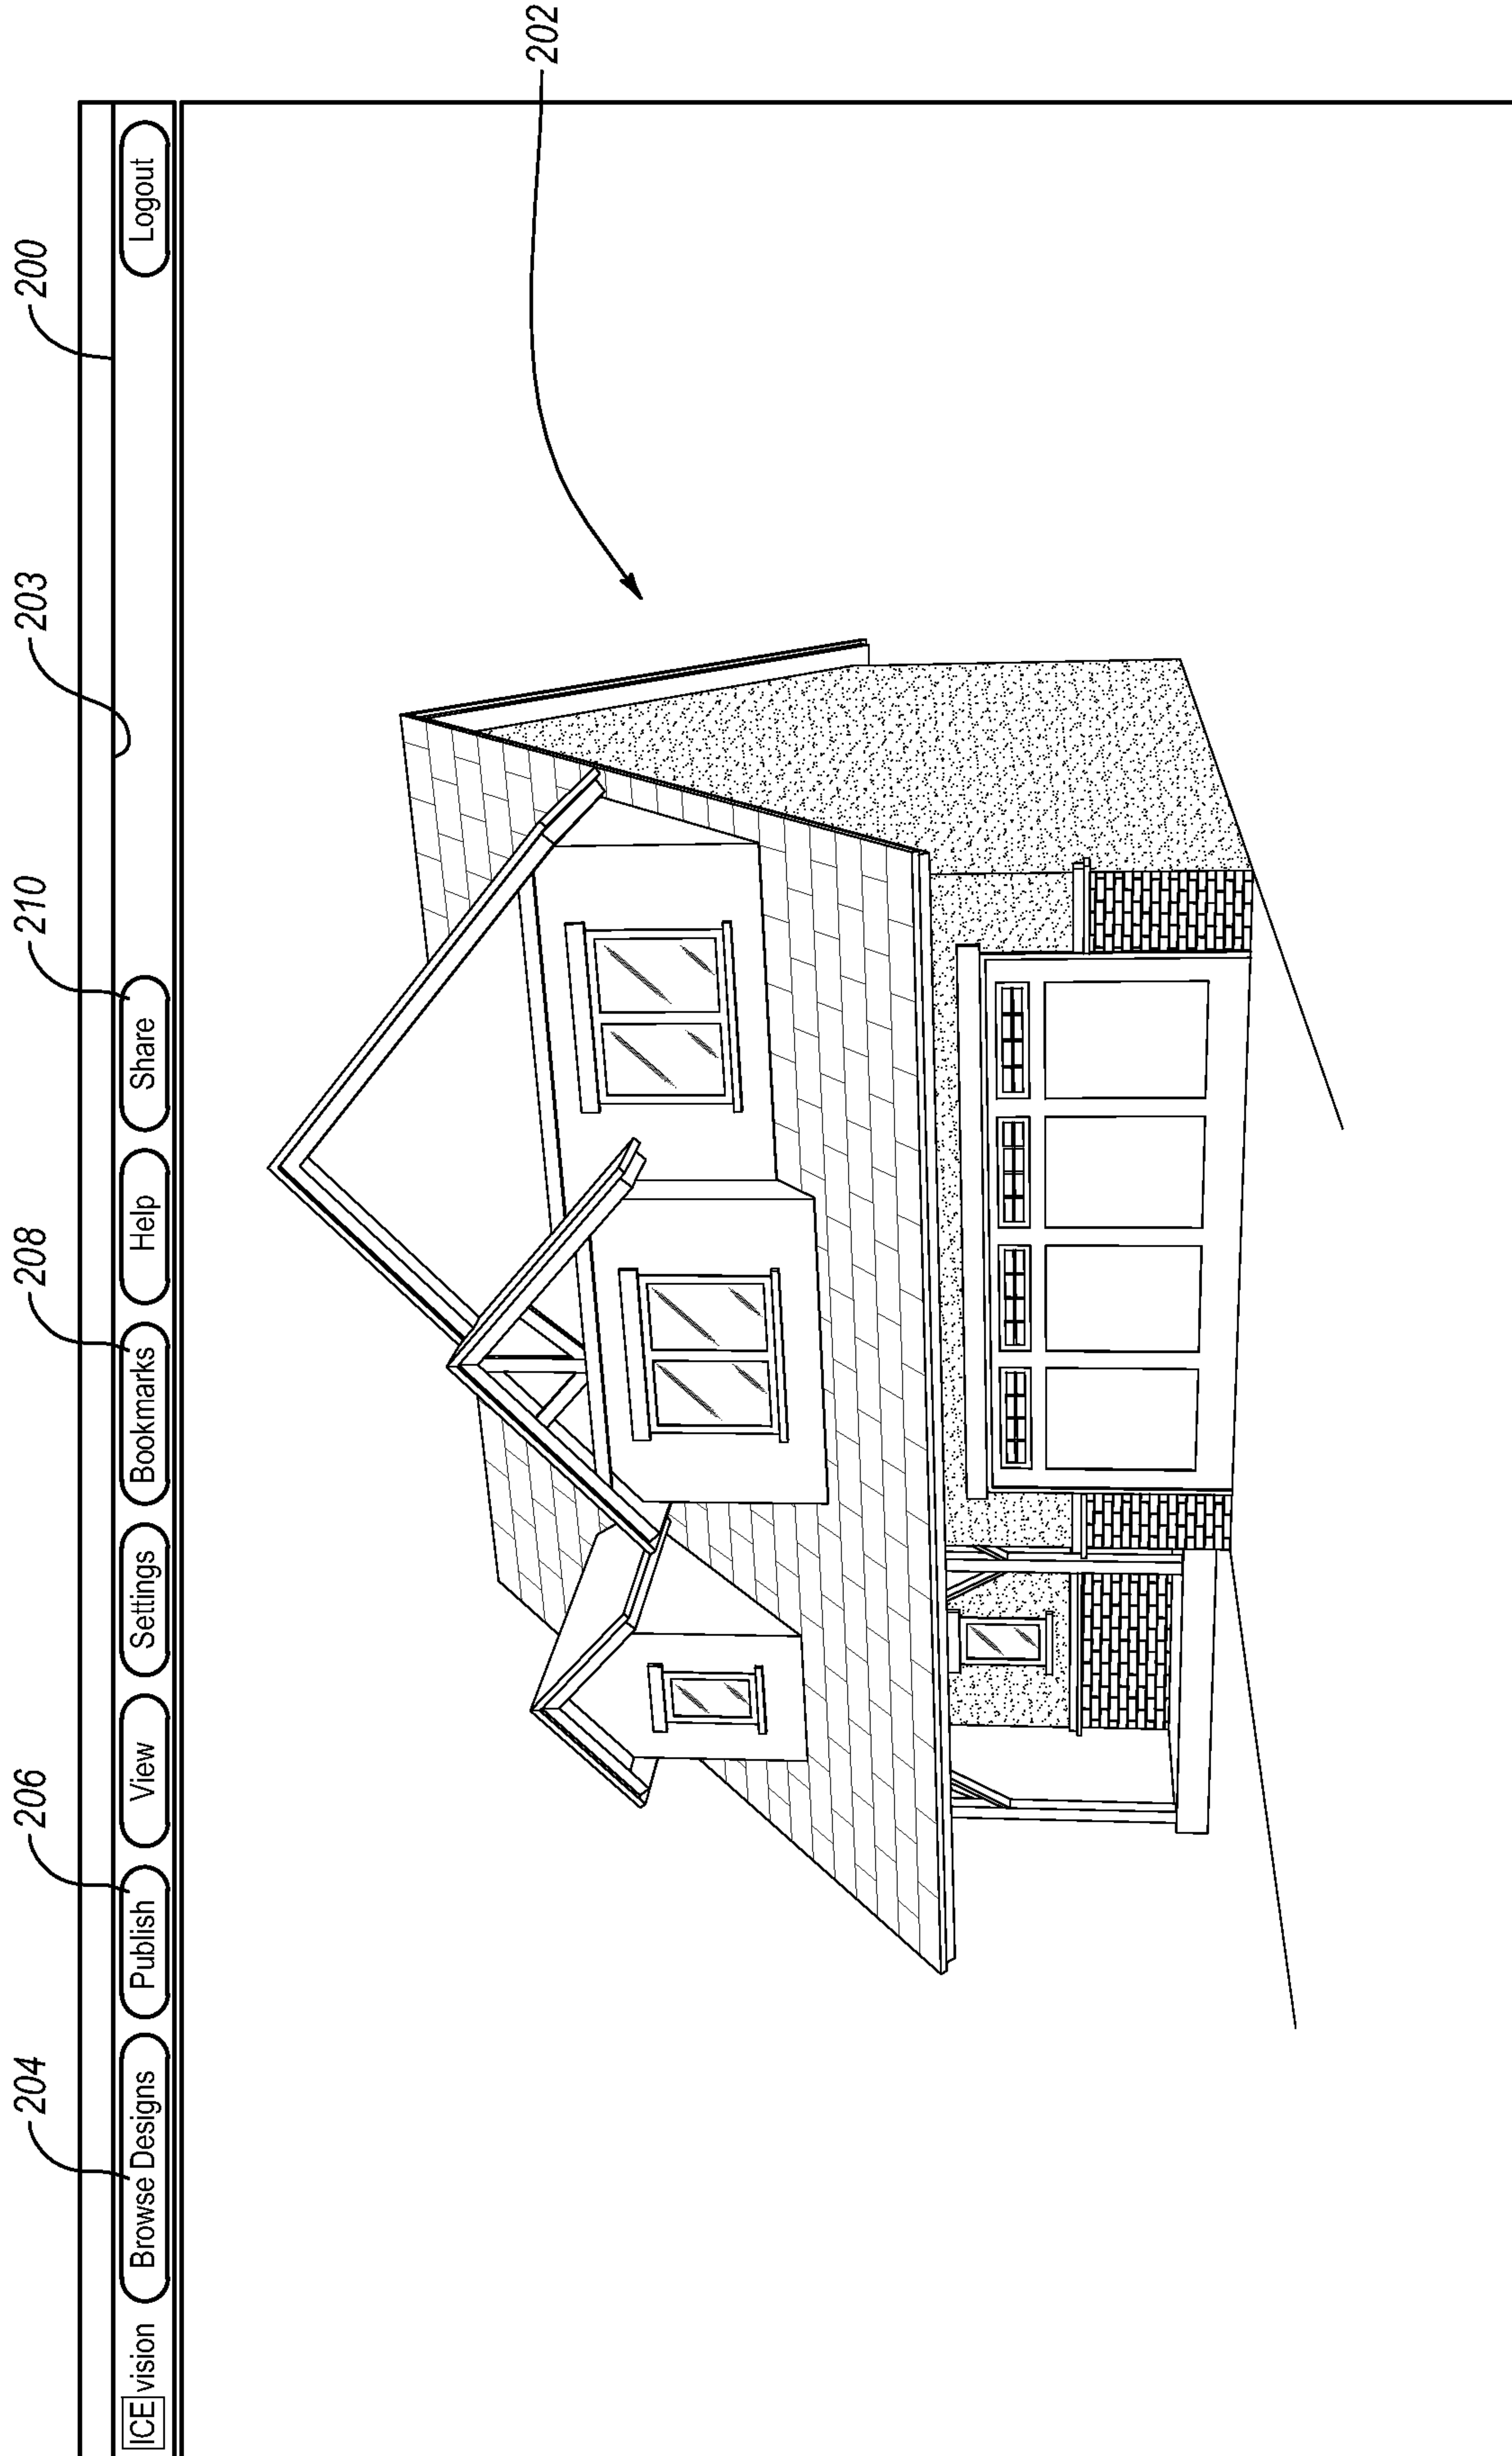 204 206 208 210 203 200
ICE vision Browse Designs Publish View Settings Bookmarks Help Share Logout
202